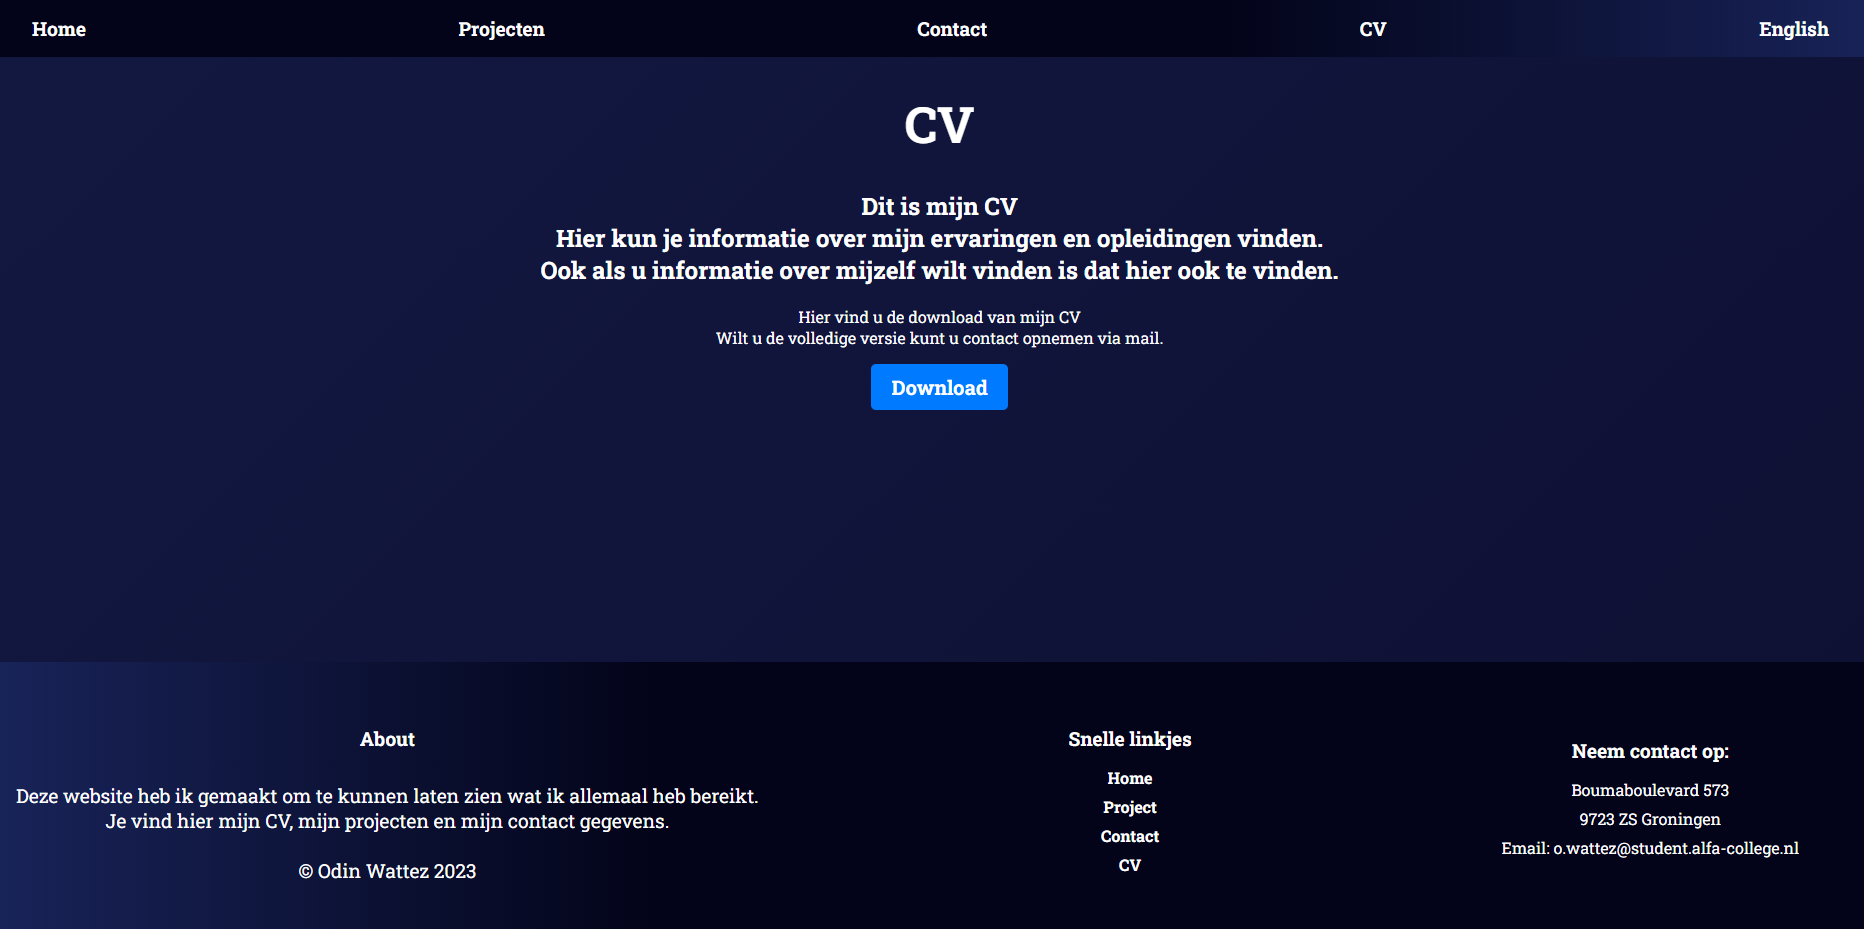 Home Projecten Contact CV English
CV
Dit is mijn CV
Hier kun je informatie over mijn ervaringen en opleidingen vinden.
Ook als u informatie over mijzelf wilt vinden is dat hier ook te vinden.
Hier vind u de download van mijn CV
Wilt u de volledige versie kunt u contact opnemen via mail.
Download
About
Deze website heb ik gemaakt om te kunnen laten zien wat ik allemaal heb bereikt.
Je vind hier mijn CV, mijn projecten en mijn contact gegevens.
© Odin Wattez 2023
Snelle linkjes
Home
Project
Contact
CV
Neem contact op:
Boumaboulevard 573
9723 ZS Groningen
Email: o.wattez@student.alfa-college.nl